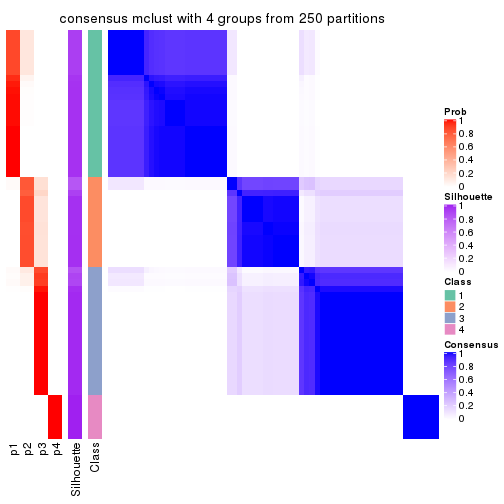 consensus mclust with 4 groups from 250 partitions
Prob
1
0.8
0.6
0.4
0.2
0
Silhouette
1
0.8
0.6
0.4
0.2
0
Class
1
2
3
4
Consensus
1
0.8
0.6
0.4
0.2
0
p1
p2
p3
p4
Silhouette
Class